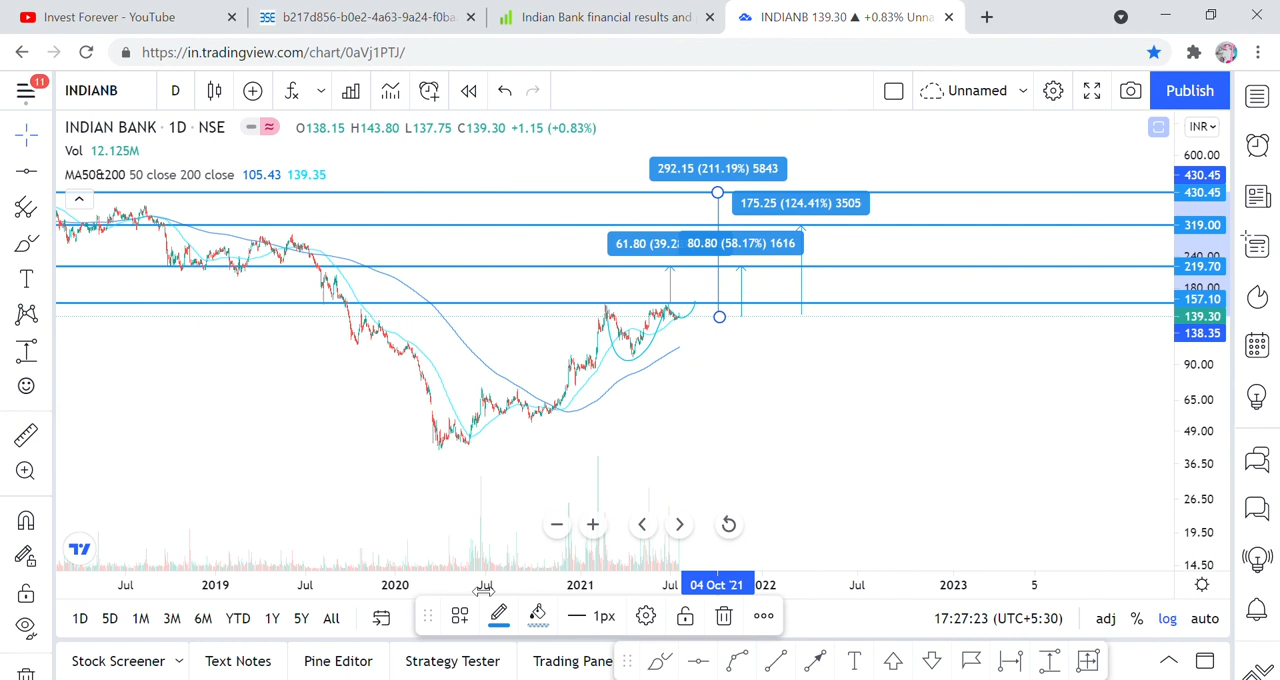 Invest Forever - YouTube
BSE b217d856-b0e2-4a63-9a24-f0ba
Indian Bank financial results and
INDIANB 139.30 ▲ +0.83% Unna
https://in.tradingview.com/chart/0aVj1PTJ/
11
INDIANB D Unnamed Publish
INDIAN BANK · 1D · NSE O138.15 H143.80 L137.75 C139.30 +1.15 (+0.83%) INR
Vol 12.125M
MA50&200 50 close 200 close 105.43 139.35
600.00
430.45
430.45
319.00
240.00
219.70
180.00
157.10
139.30
138.35
90.00
65.00
49.00
36.50
26.50
19.50
14.50
292.15 (211.19%) 5843
175.25 (124.41%) 3505
80.80 (58.17%) 1616
Jul 2019 Jul 2020 Jul 2021 Jul 04 Oct '21 2022 Jul 2023 5
1D 5D 1M 3M 6M YTD 1Y 5Y All 1px 17:27:23 (UTC+5:30) adj % log auto
Stock Screener Text Notes Pine Editor Strategy Tester Trading Pane